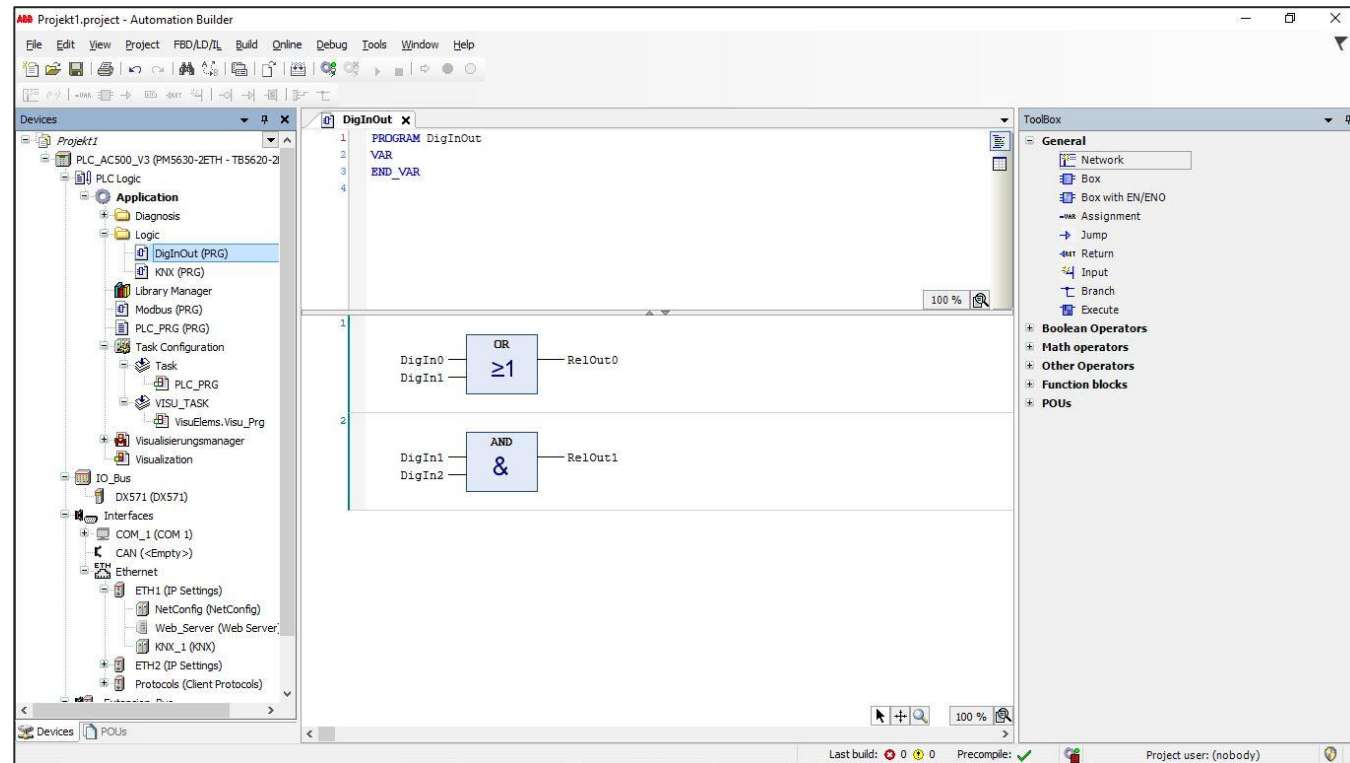 ABB Projekt1.project - Automation Builder
File Edit View Project FBD/LD/IL Build Online Debug Tools Window Help
Devices
Projekt1
PLC_AC500_V3 (PM5630-2ETH - TB5620-2
PLC Logic
Application
Diagnosis
Logic
DigInOut (PRG)
KNX (PRG)
Library Manager
Modbus (PRG)
PLC_PRG (PRG)
Task Configuration
Task
PLC_PRG
VISU_TASK
VisuElems.Visu_Prg
Visualisierungsmanager
Visualization
IO_Bus
DX571 (DX571)
Interfaces
COM_1 (COM 1)
CAN (<Empty>)
ETH Ethernet
ETH1 (IP Settings)
NetConfig (NetConfig)
Web_Server (Web Server)
KNX_1 (KNX)
ETH2 (IP Settings)
Protocols (Client Protocols)
Devices POUs
DigInOut
1 PROGRAM DigInOut
2 VAR
3 END_VAR
4
100 %
1
OR
DigIn0 ≥1 RelOut0
DigIn1
2
AND
DigIn1 & RelOut1
DigIn2
100 %
ToolBox
General
Network
Box
Box with EN/ENO
Assignment
Jump
Return
Input
Branch
Execute
Boolean Operators
Math operators
Other Operators
Function blocks
POUs
Last build: 0 0 Precompile: Project user: (nobody)